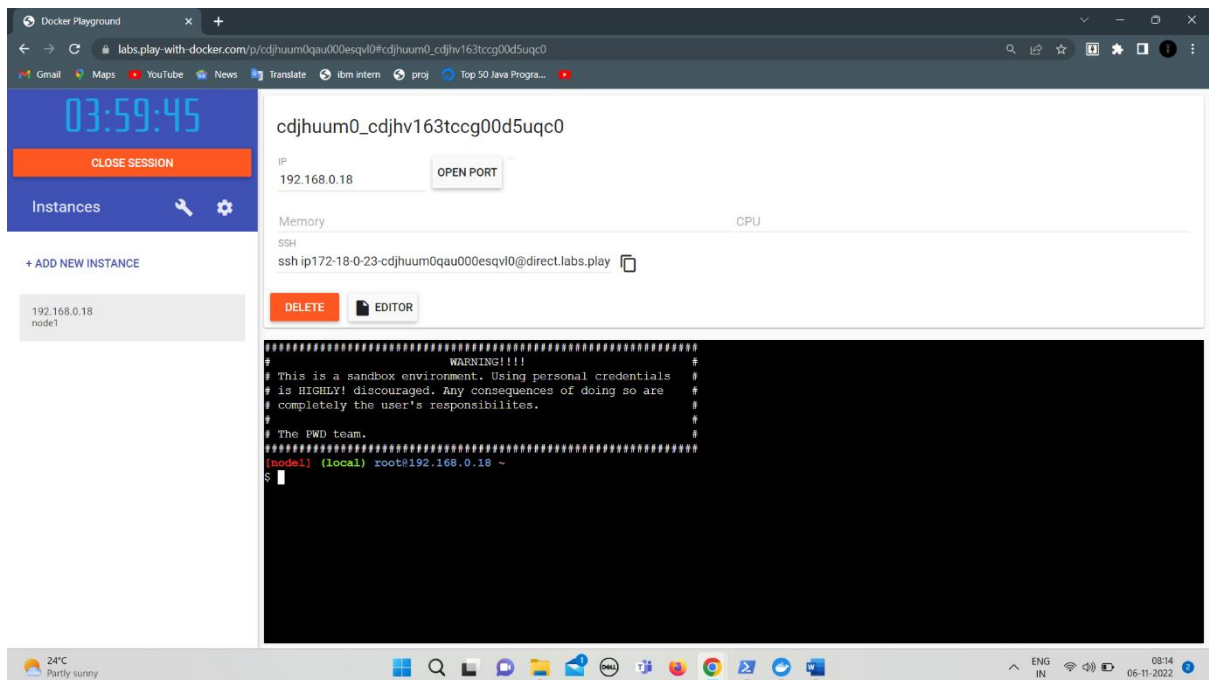 Docker Playground
labs.play-with-docker.com/p/cdjhuum0qau000esqvl0#cdjhuum0_cdjhv163tccg00d5uqc0
Gmail Maps YouTube News Translate ibm intern proj Top 50 Java Progra...
03:59:45
CLOSE SESSION
Instances
+ ADD NEW INSTANCE
192.168.0.18
node1
cdjhuum0_cdjhv163tccg00d5uqc0
IP
192.168.0.18
OPEN PORT
Memory
CPU
SSH
ssh ip172-18-0-23-cdjhuum0qau000esqvl0@direct.labs.play
DELETE
EDITOR
###############################################################
# WARNING!!!! #
# This is a sandbox environment. Using personal credentials #
# is HIGHLY! discouraged. Any consequences of doing so are #
# completely the user's responsibilites. #
# #
# The PWD team. #
###############################################################
[node1] (local) root@192.168.0.18 ~
$
24°C
Partly sunny
DELL
ENG
IN
08:14
06-11-2022
2